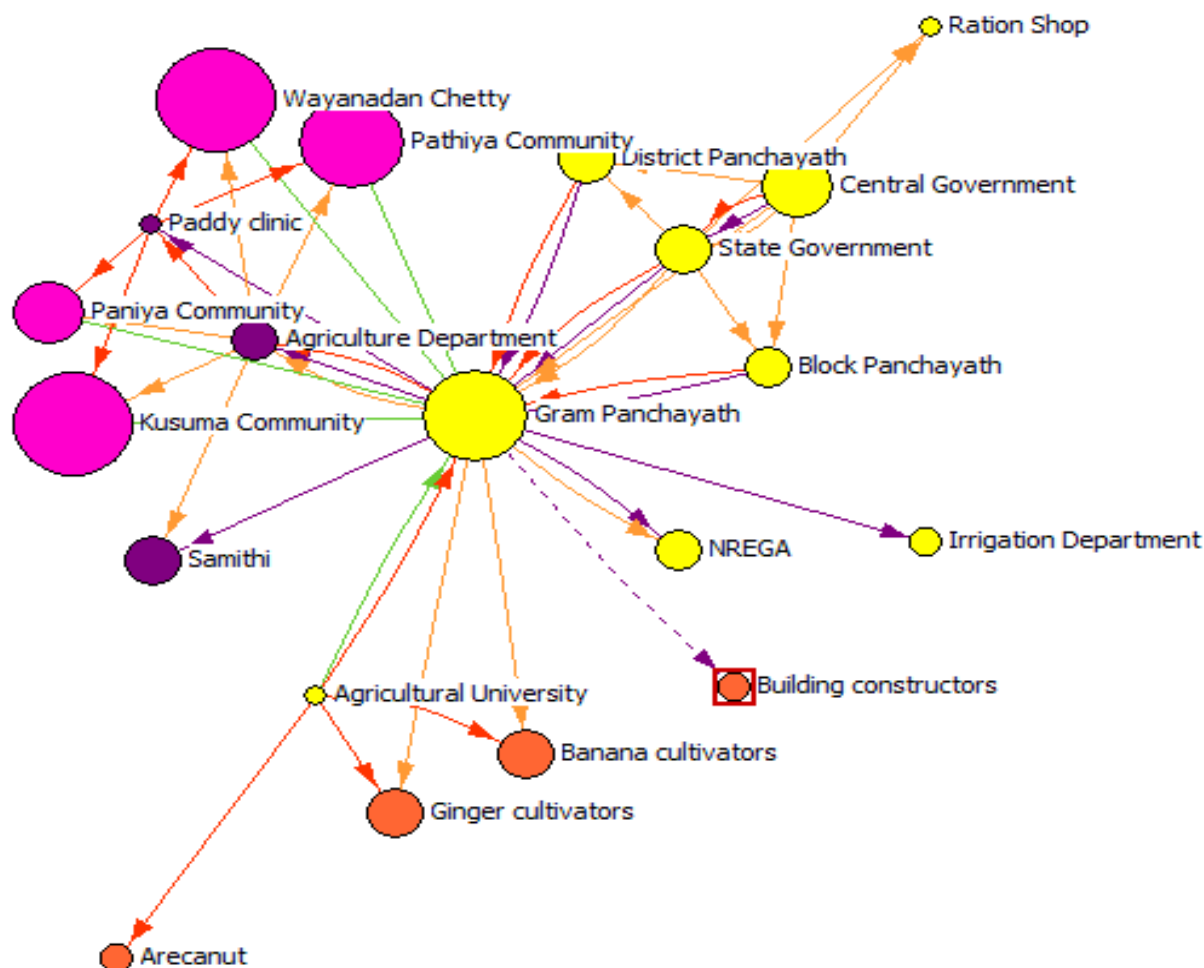 Ration Shop
Wayanadan Chetty
Pathiya Community
District Panchayath
Central Government
Paddy clinic
State Government
Paniya Community
Agriculture Department
Block Panchayath
Gram Panchayath
Kusuma Community
Samithi
NREGA
Irrigation Department
Agricultural University
Building constructors
Banana cultivators
Ginger cultivators
Arecanut